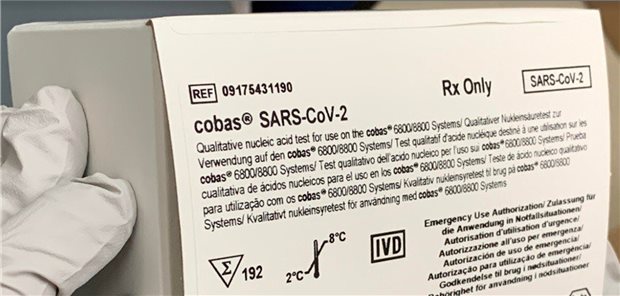 REF 09175431190
Rx Only
SARS-CoV-2
cobas® SARS-CoV-2
Qualitative nucleic acid test for use on the cobas® 6800/8800 Systems/ Qualitativer Nukleinsäuretest zur
Verwendung auf den cobas® 6800/8800 Systemen/ Test qualitatif d'acide nucléique destiné à une utilisation sur les
cobas® 6800/8800 Systems/ Test qualitativo dell'acido nucleico per l'uso sui cobas® 6800/8800 Systems/ Prueba
cualitativa de ácidos nucleicos para el uso en los cobas® 6800/8800 Systems/ Teste de ácido nucleico qualitativo
para utilização com os cobas® 6800/8800 Systems/ Kvalitativ nukleinsyretest til brug på cobas® 6800/8800
Systems/ Kvalitativt nukleinsyretest för användning med cobas® 6800/8800 Systems
Emergency Use Authorization/ Zulassung für
die Anwendung in Notfallsituationen/
Autorisation d'utilisation d'urgence/
Autorizzazione all'uso per emergenza/
Autorización de uso de emergencia/
Autorização para utilização de emergência/
Godkendelse til brug i nødsituationer/
för användning i nödsituationer
Σ 192
2°C
8°C
IVD